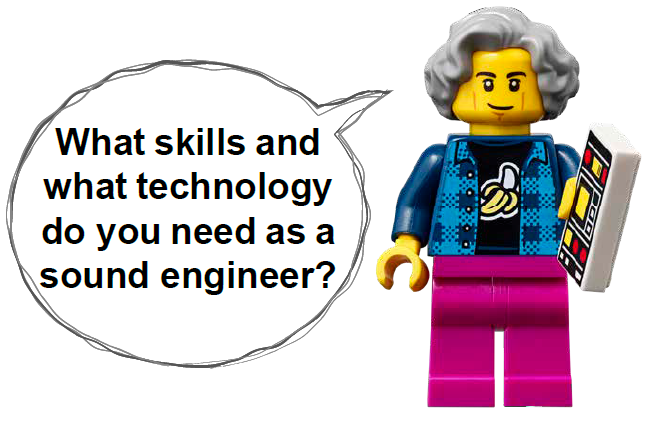 What skills and
what technology
do you need as a
sound engineer?